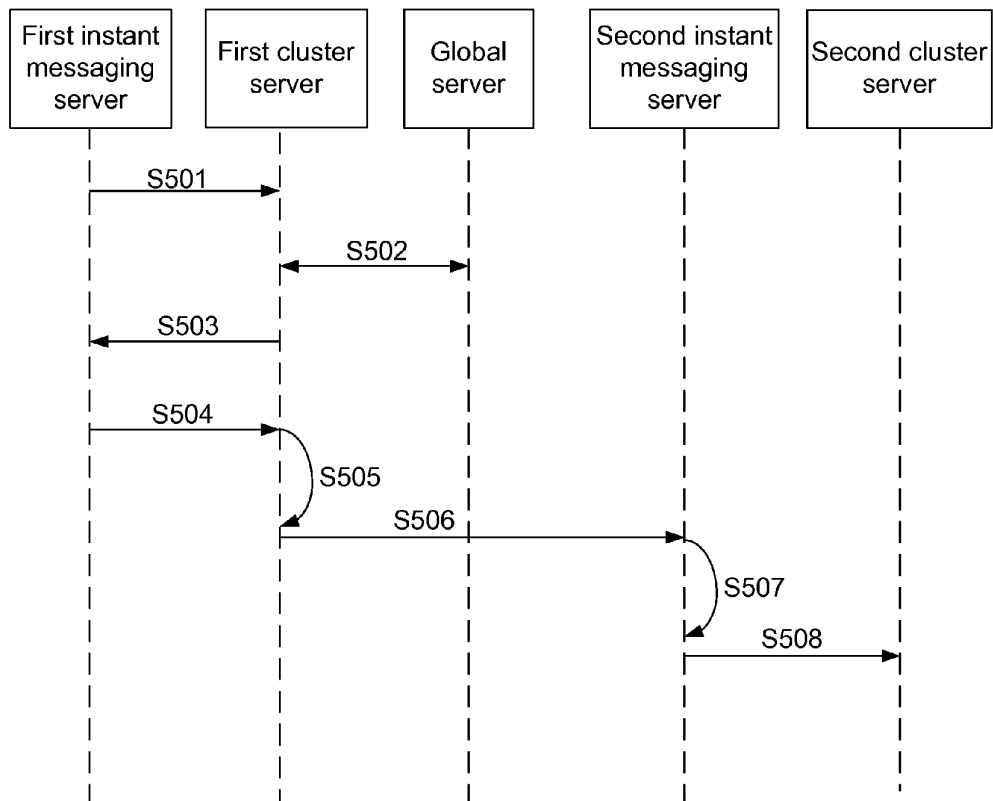 First instant
messaging
server
First cluster
server
Global
server
Second instant
messaging
server
Second cluster
server
S501
S502
S503
S504
S505
S506
S507
S508